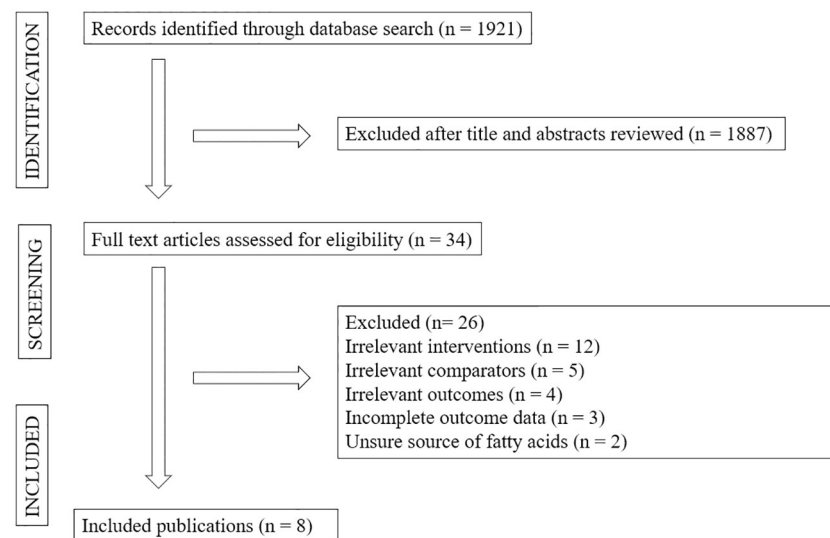 IDENTIFICATION
Records identified through database search (n = 1921)
Excluded after title and abstracts reviewed (n = 1887)
SCREENING
Full text articles assessed for eligibility (n = 34)
Excluded (n= 26)
Irrelevant interventions (n = 12)
Irrelevant comparators (n = 5)
Irrelevant outcomes (n = 4)
Incomplete outcome data (n = 3)
Unsure source of fatty acids (n = 2)
INCLUDED
Included publications (n = 8)